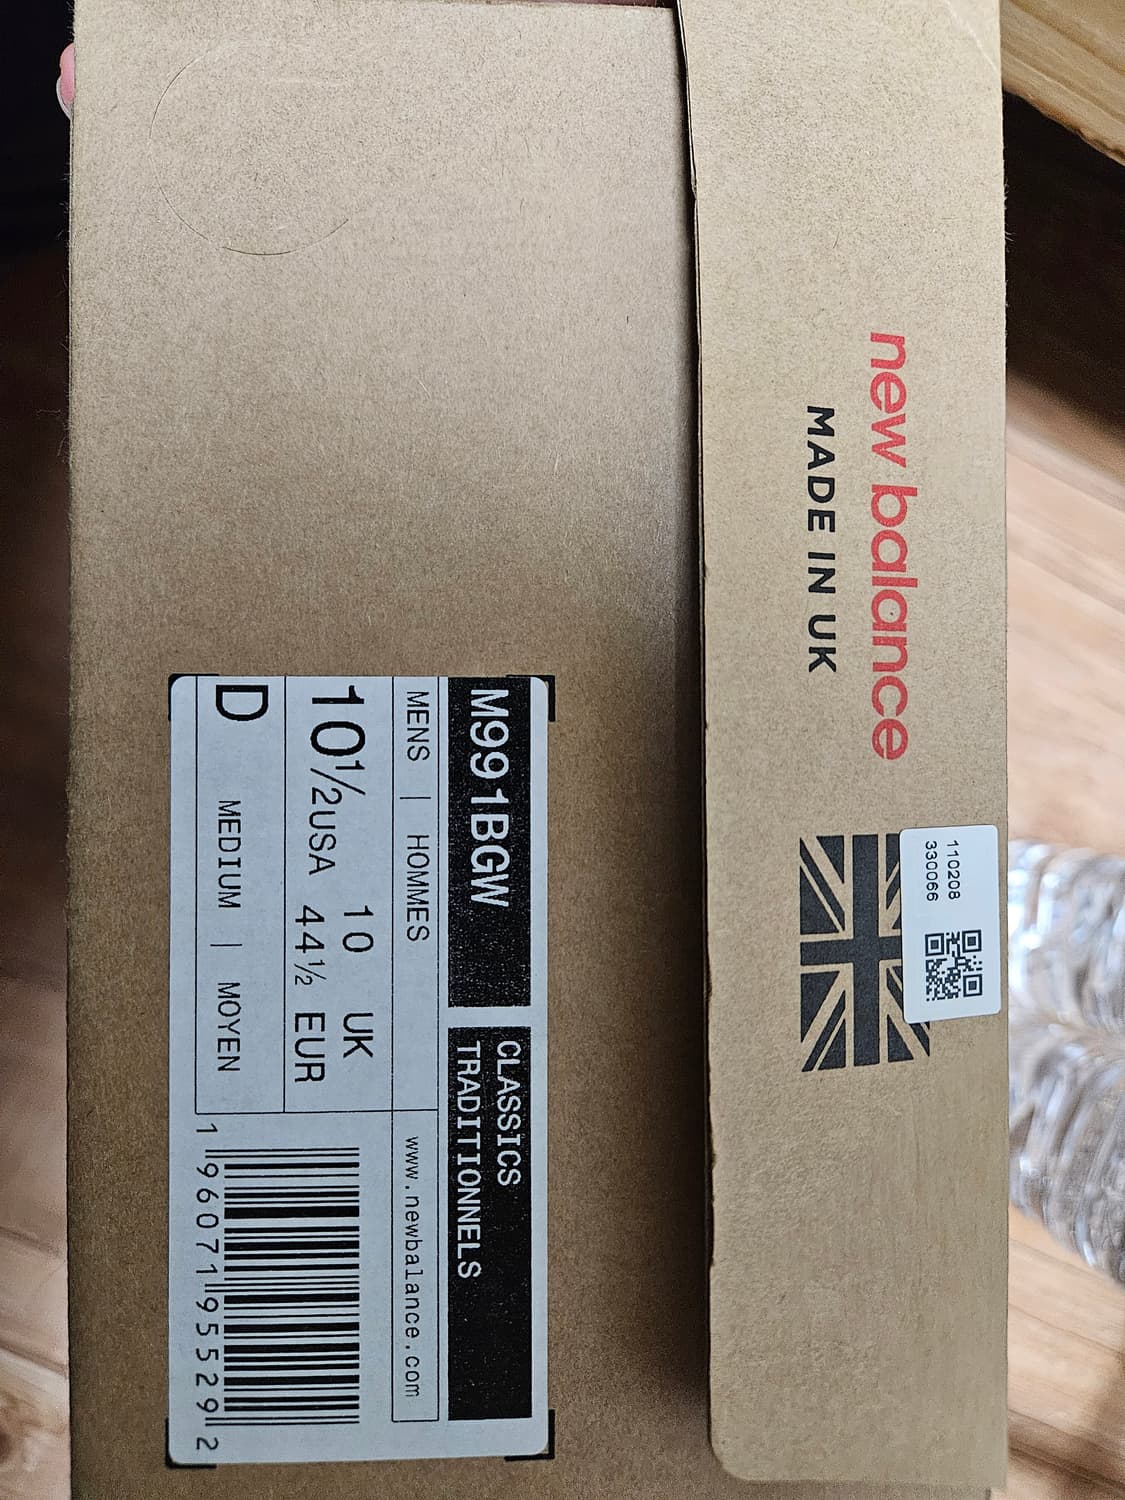 new balance
MADE IN UK
110208
330066
M991BGW
CLASSICS
TRADITIONNELS
MENS | HOMMES
www.newbalance.com
10½USA 10 UK
44½ EUR
D MEDIUM | MOYEN
1 96071 95529 2